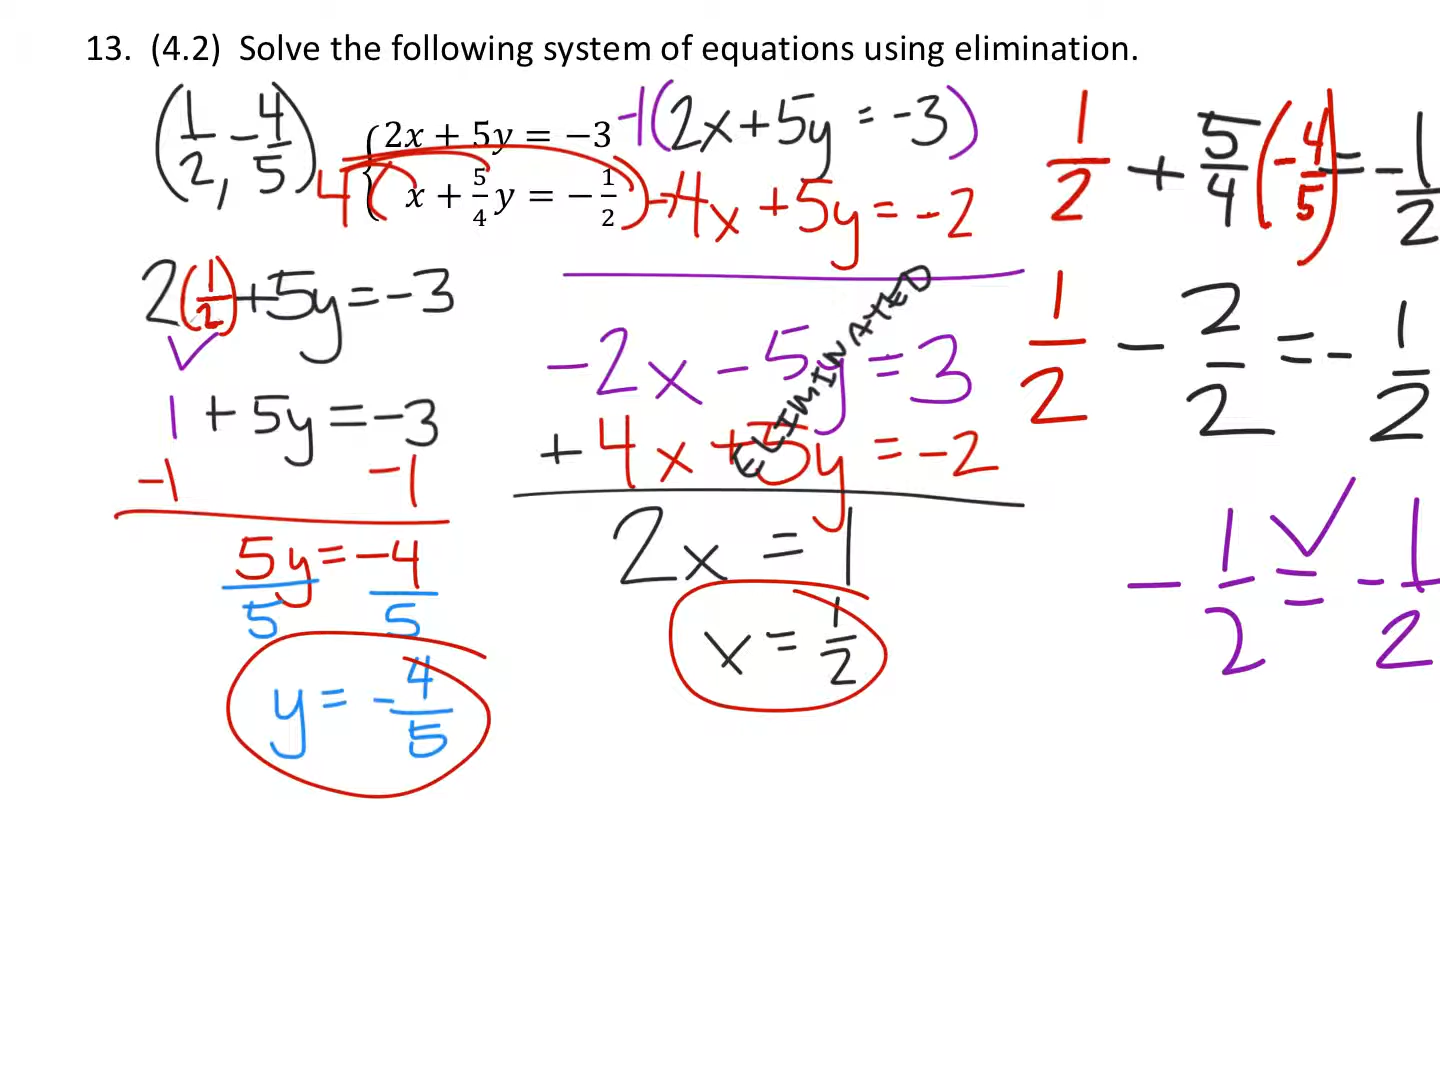 13. (4.2) Solve the following system of equations using elimination.
(1/2, -4/5)
{2x + 5y = −3
4( x + 5/4 y = −1/2 )→
-1(2x+5y = -3)
4x +5y = -2
-2x - 5y = 3
+ 4x +5y = -2
ELIMINATED
2x = 1
x = 1/2
2(1/2)+5y=-3
✓
1 + 5y = -3
-1 -1
5y = -4
5 5
y = -4/5
1/2 + 5/4(-4/5) = -1/2
1/2 - 2/2 = -1/2
✓
-1/2 = -1/2